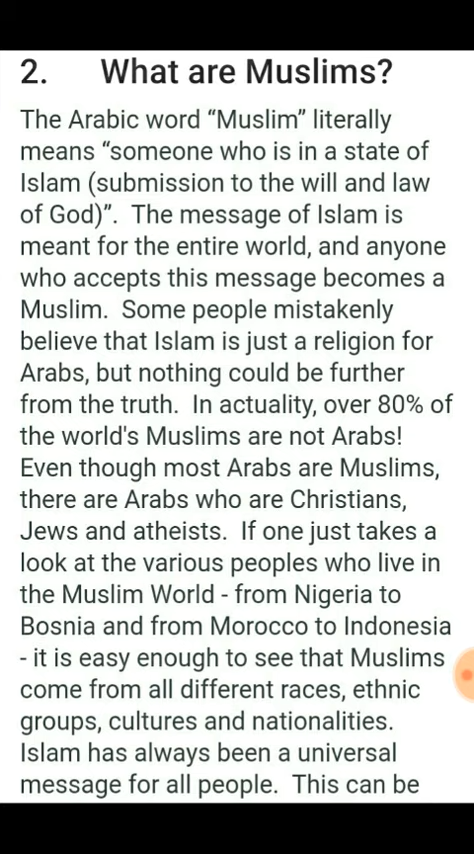 2. What are Muslims?
The Arabic word “Muslim” literally
means “someone who is in a state of
Islam (submission to the will and law
of God)”. The message of Islam is
meant for the entire world, and anyone
who accepts this message becomes a
Muslim. Some people mistakenly
believe that Islam is just a religion for
Arabs, but nothing could be further
from the truth. In actuality, over 80% of
the world's Muslims are not Arabs!
Even though most Arabs are Muslims,
there are Arabs who are Christians,
Jews and atheists. If one just takes a
look at the various peoples who live in
the Muslim World - from Nigeria to
Bosnia and from Morocco to Indonesia
- it is easy enough to see that Muslims
come from all different races, ethnic
groups, cultures and nationalities.
Islam has always been a universal
message for all people. This can be